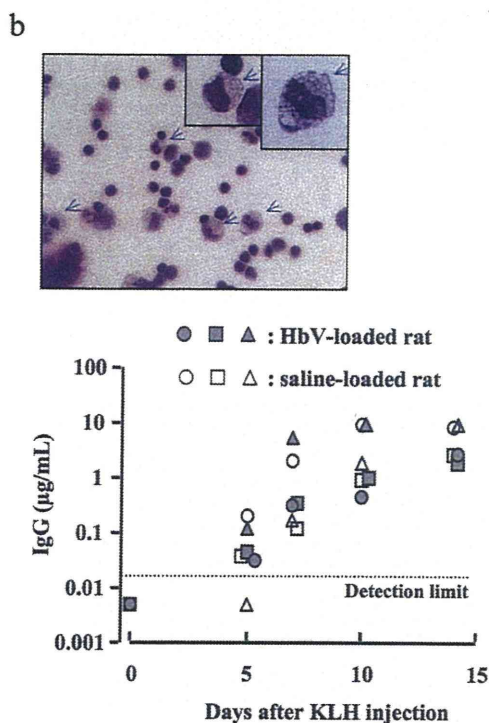 b
: HbV-loaded rat
: saline-loaded rat
100
10
1
0.1
0.01
0.001
IgG (μg/mL)
Detection limit
0
5
10
15
Days after KLH injection